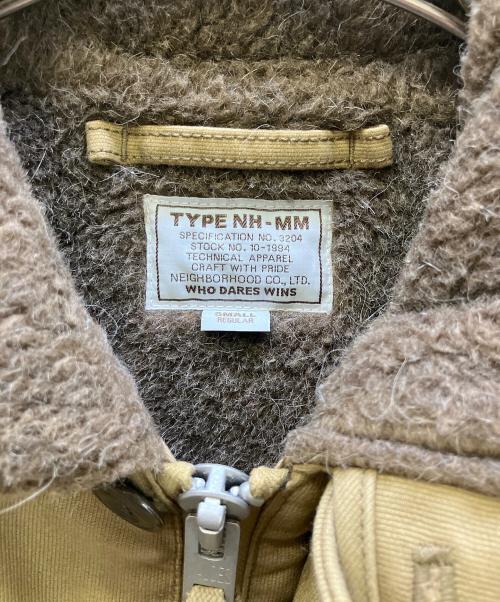 TYPE NH-MM
SPECIFICATION NO. 3204
STOCK NO. 10-1994
TECHNICAL APPAREL
CRAFT WITH PRIDE
NEIGHBORHOOD CO., LTD.
WHO DARES WINS
SMALL
REGULAR